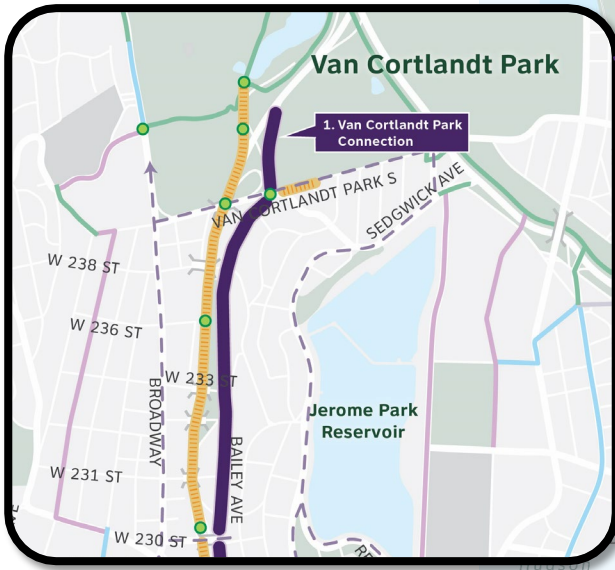 Van Cortlandt Park
1. Van Cortlandt Park
Connection
VAN CORTLANDT PARK S
SEDGWICK AVE
W 238 ST
W 236 ST
W 233 ST
BROADWAY
Jerome Park
Reservoir
BAILEY AVE
W 231 ST
W 230 ST